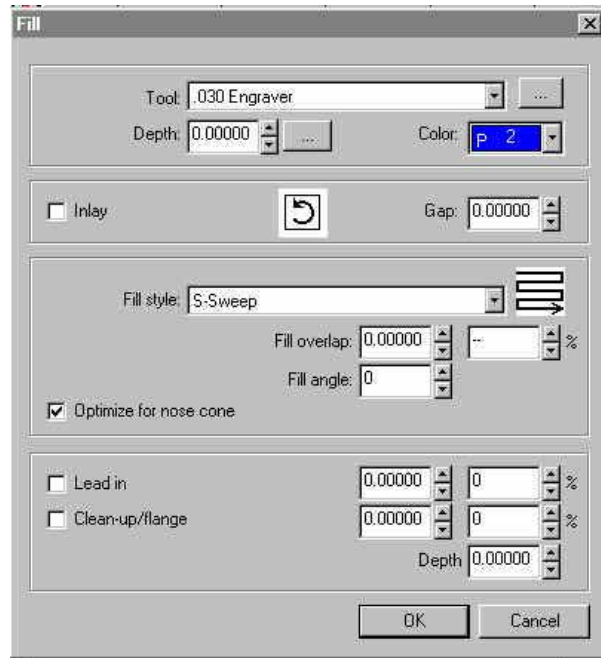 Fill
Tool: .030 Engraver ...
Depth: 0.00000 ... Color: P 2
Inlay Gap: 0.00000
Fill style: S-Sweep
Fill overlap: 0.00000 -- %
Fill angle: 0
Optimize for nose cone
Lead in 0.00000 0 %
Clean-up/flange 0.00000 0 %
Depth 0.00000
OK Cancel